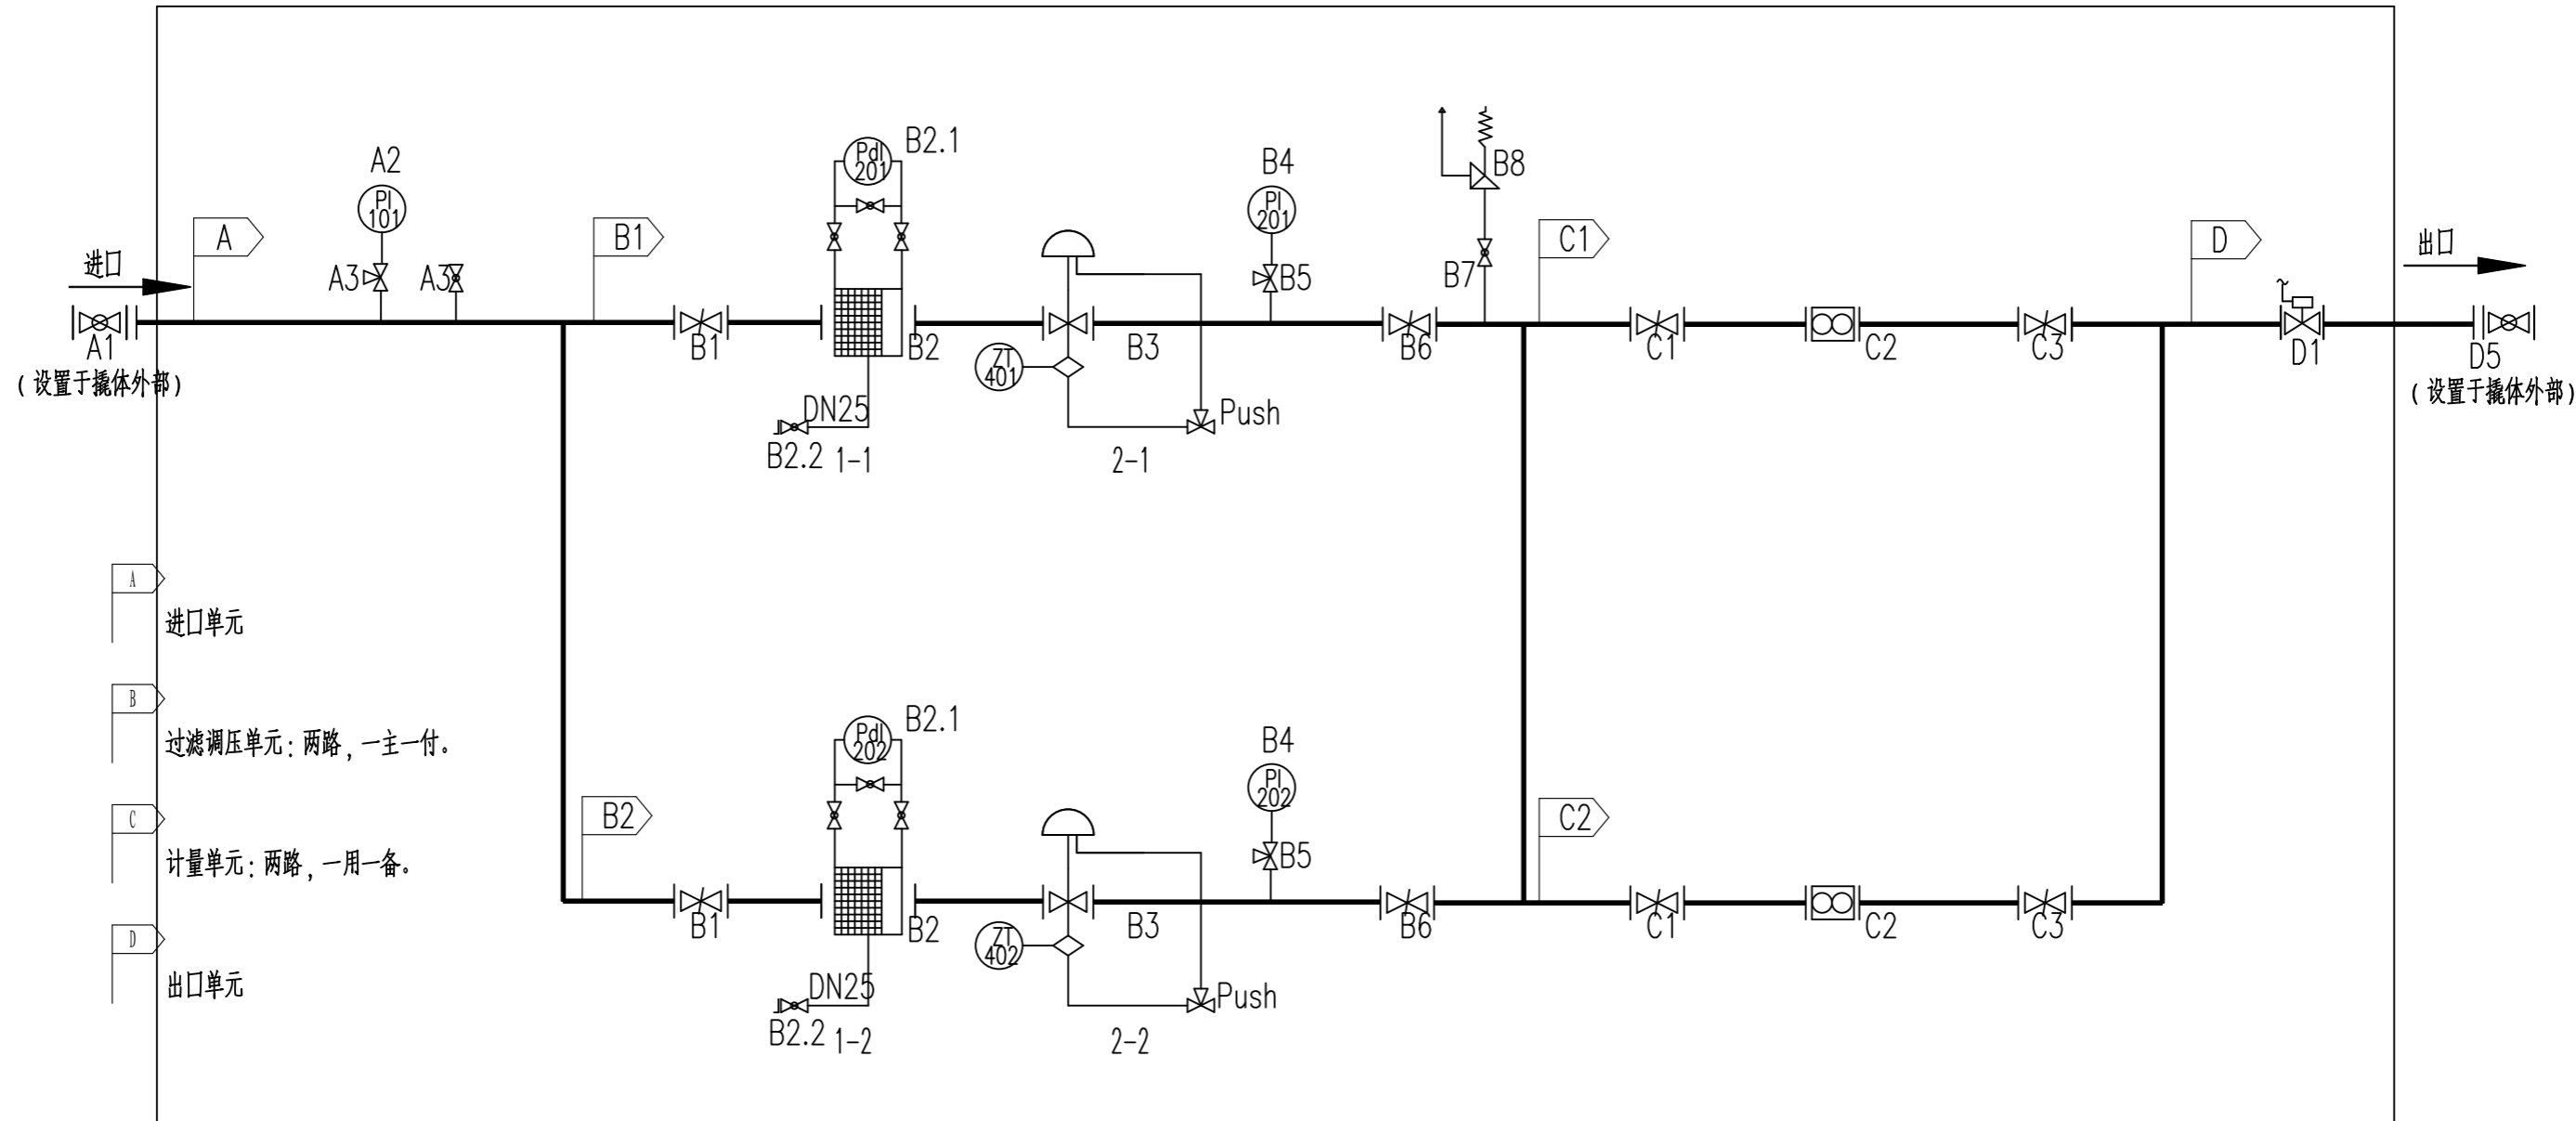 A2
PI
101
A3
A3
A
进口
A1
(设置于撬体外部)
B1
B1
PdI
201
B2.1
B2
DN25
B2.2
1-1
ZT
401
B3
Push
2-1
B4
PI
201
B5
B6
B7
B8
C1
C1
C2
C3
D
D1
出口
D5
(设置于撬体外部)
A
进口单元
B
过滤调压单元:两路,一主一付。
C
计量单元:两路,一用一备。
D
出口单元
B2
B1
PdI
202
B2.1
B2
DN25
B2.2
1-2
ZT
402
B3
Push
2-2
B4
PI
202
B5
B6
C2
C1
C2
C3